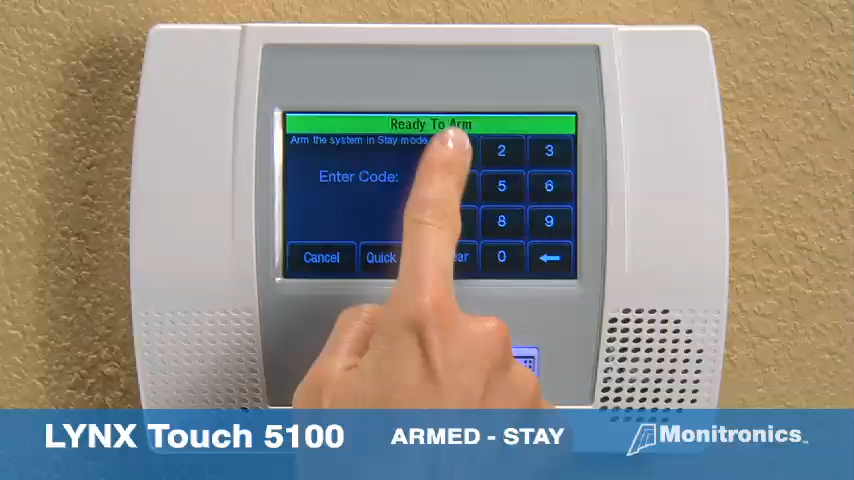 Ready To Arm
Arm the system in Stay mode
2 3
Enter Code:
5 6
8 9
Cancel Quick 0
LYNX Touch 5100
ARMED - STAY
Monitronics